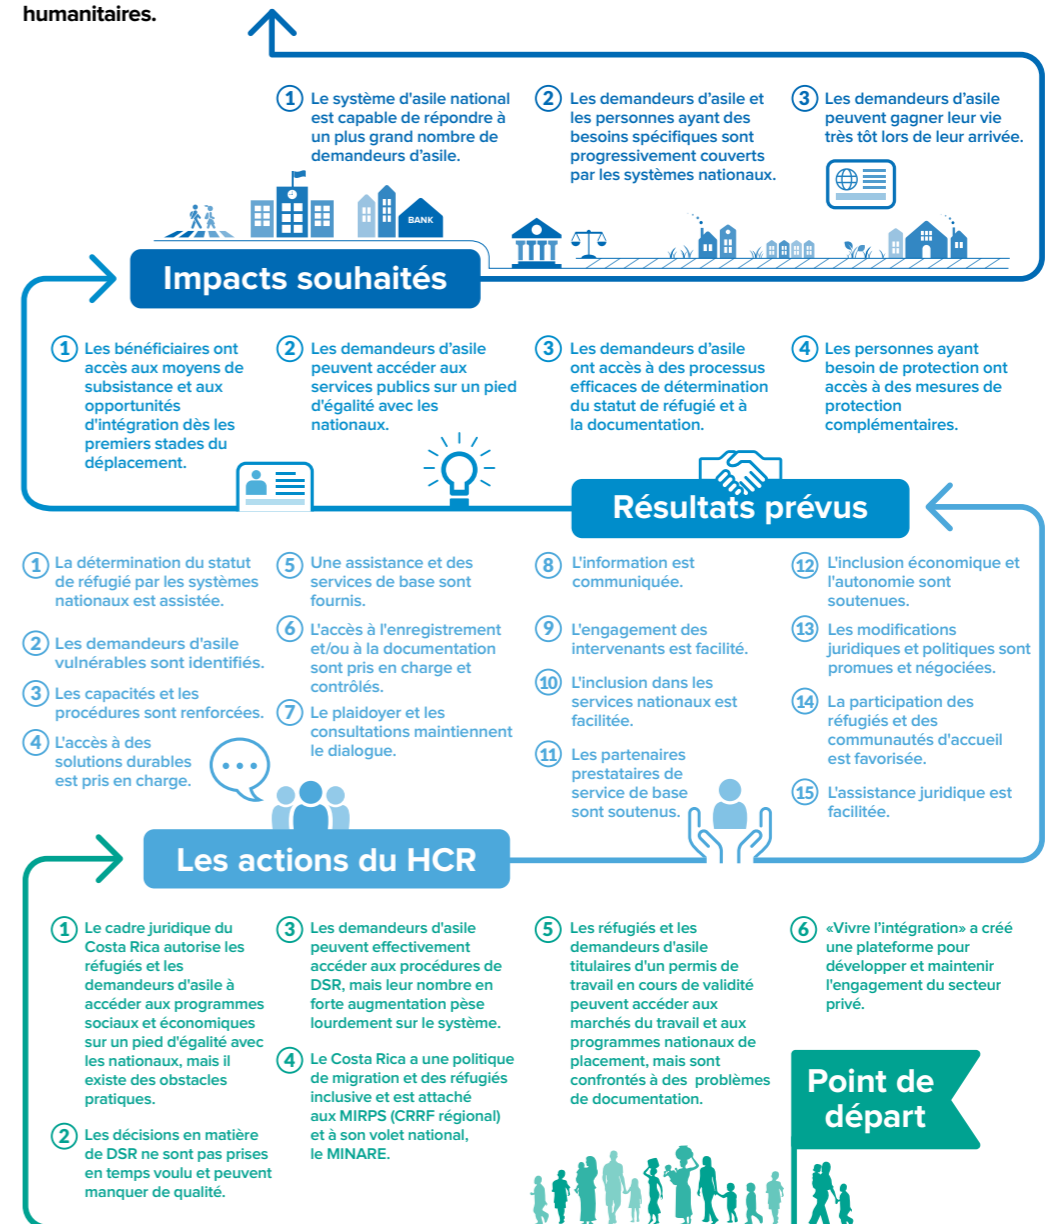 humanitaires.
1 Le système d'asile national
est capable de répondre à
un plus grand nombre de
demandeurs d'asile.
2 Les demandeurs d'asile et
les personnes ayant des
besoins spécifiques sont
progressivement couverts
par les systèmes nationaux.
3 Les demandeurs d'asile
peuvent gagner leur vie
très tôt lors de leur arrivée.
BANK
Impacts souhaités
1 Les bénéficiaires ont
accès aux moyens de
subsistance et aux
opportunités
d'intégration dès les
premiers stades du
déplacement.
2 Les demandeurs d'asile
peuvent accéder aux
services publics sur un pied
d'égalité avec les
nationaux.
3 Les demandeurs d'asile
ont accès à des processus
efficaces de détermination
du statut de réfugié et à
la documentation.
4 Les personnes ayant
besoin de protection ont
accès à des mesures de
protection
complémentaires.
Résultats prévus
1 La détermination du statut
de réfugié par les systèmes
nationaux est assistée.
2 Les demandeurs d'asile
vulnérables sont identifiés.
3 Les capacités et les
procédures sont renforcées.
4 L'accès à des
solutions durables
est pris en charge.
5 Une assistance et des
services de base sont
fournis.
6 L'accès à l'enregistrement
et/ou à la documentation
sont pris en charge et
contrôlés.
7 Le plaidoyer et les
consultations maintiennent
le dialogue.
8 L'information est
communiquée.
9 L'engagement des
intervenants est facilité.
10 L'inclusion dans les
services nationaux est
facilitée.
11 Les partenaires
prestataires de
service de base
sont soutenus.
12 L'inclusion économique et
l'autonomie sont
soutenues.
13 Les modifications
juridiques et politiques sont
promues et négociées.
14 La participation des
réfugiés et des
communautés d'accueil
est favorisée.
15 L'assistance juridique est
facilitée.
Les actions du HCR
1 Le cadre juridique du
Costa Rica autorise les
réfugiés et les
demandeurs d'asile à
accéder aux programmes
sociaux et économiques
sur un pied d'égalité avec
les nationaux, mais il
existe des obstacles
pratiques.
2 Les décisions en matière
de DSR ne sont pas prises
en temps voulu et peuvent
manquer de qualité.
3 Les demandeurs d'asile
peuvent effectivement
accéder aux procédures de
DSR, mais leur nombre en
forte augmentation pèse
lourdement sur le système.
4 Le Costa Rica a une politique
de migration et des réfugiés
inclusive et est attaché
aux MIRPS (CRRF régional)
et à son volet national,
le MINARE.
5 Les réfugiés et les
demandeurs d'asile
titulaires d'un permis de
travail en cours de validité
peuvent accéder aux
marchés du travail et aux
programmes nationaux de
placement, mais sont
confrontés à des problèmes
de documentation.
6 «Vivre l'intégration» a créé
une plateforme pour
développer et maintenir
l'engagement du secteur
privé.
Point de
départ